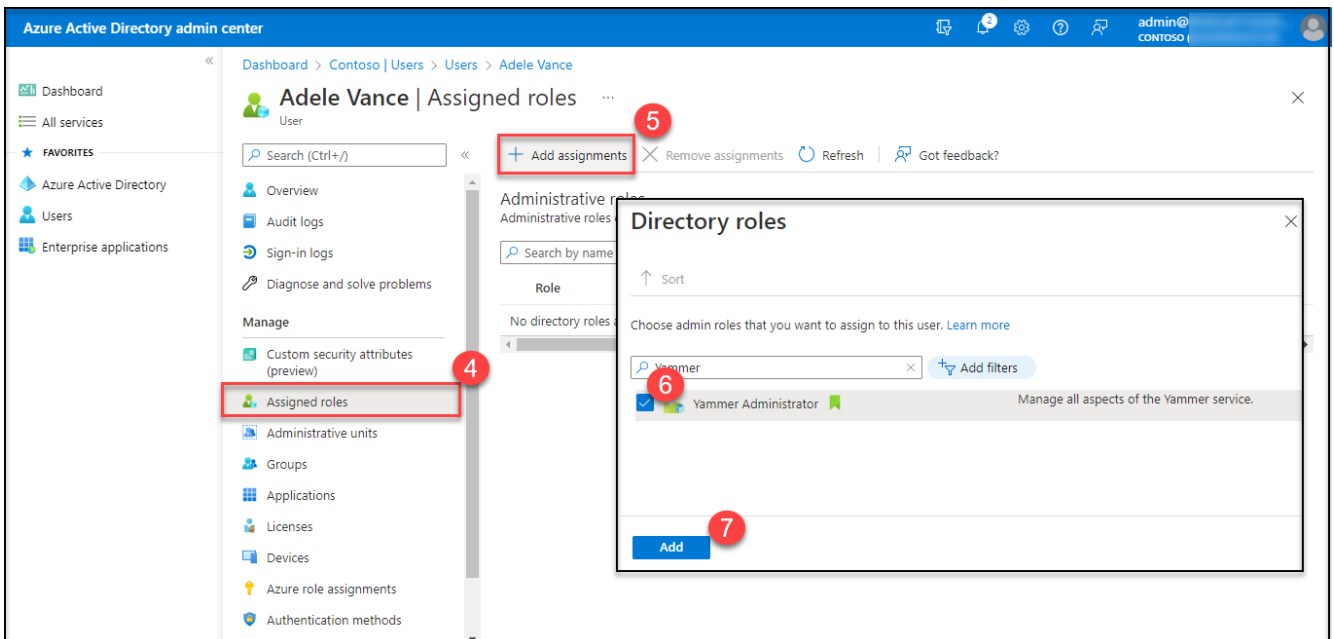 Azure Active Directory admin center
2
admin@
CONTOSO
Dashboard
All services
FAVORITES
Azure Active Directory
Users
Enterprise applications
Dashboard > Contoso | Users > Users > Adele Vance
Adele Vance | Assigned roles ...
User
5
Search (Ctrl+/)
Add assignments
Remove assignments
Refresh
Got feedback?
Overview
Audit logs
Sign-in logs
Diagnose and solve problems
Manage
Custom security attributes
(preview)
4
Assigned roles
Administrative units
Groups
Applications
Licenses
Devices
Azure role assignments
Authentication methods
Administrative roles
Administrative roles
Search by name
Role
No directory roles
Directory roles
Sort
Choose admin roles that you want to assign to this user. Learn more
Yammer
Add filters
6
Yammer Administrator
Manage all aspects of the Yammer service.
7
Add